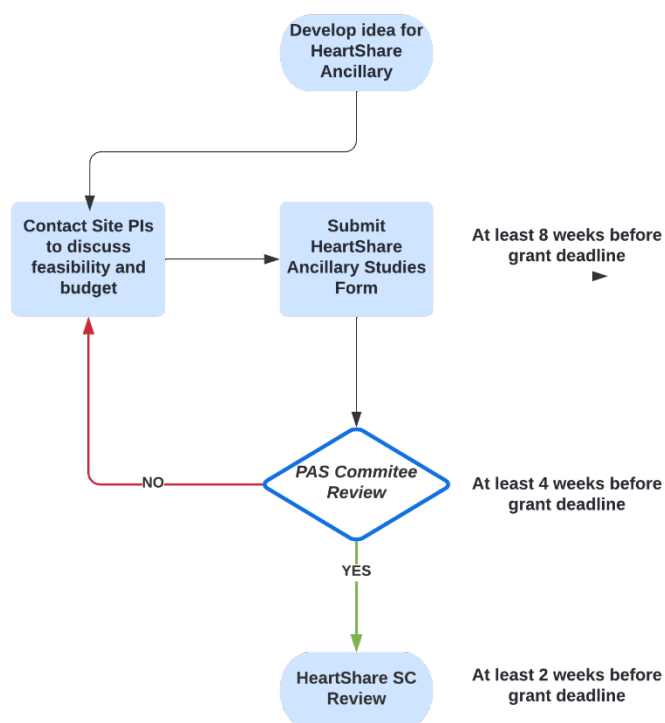 Develop idea for
HeartShare
Ancillary
Contact Site PIs
to discuss
feasibility and
budget
Submit
HeartShare
Ancillary Studies
Form
At least 8 weeks before
grant deadline
PAS Commitee
Review
NO
At least 4 weeks before
grant deadline
YES
HeartShare SC
Review
At least 2 weeks before
grant deadline